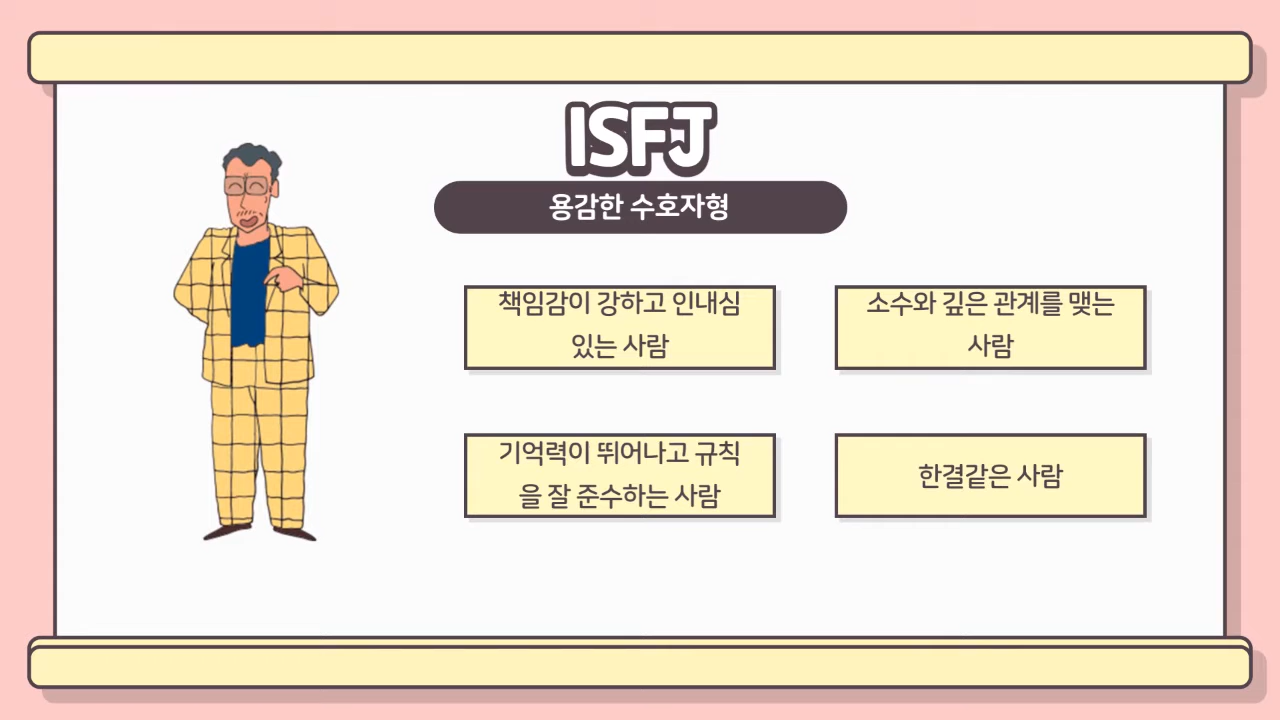 ISFJ
용감한 수호자형
책임감이 강하고 인내심
있는 사람
소수와 깊은 관계를 맺는
사람
기억력이 뛰어나고 규칙
을 잘 준수하는 사람
한결같은 사람